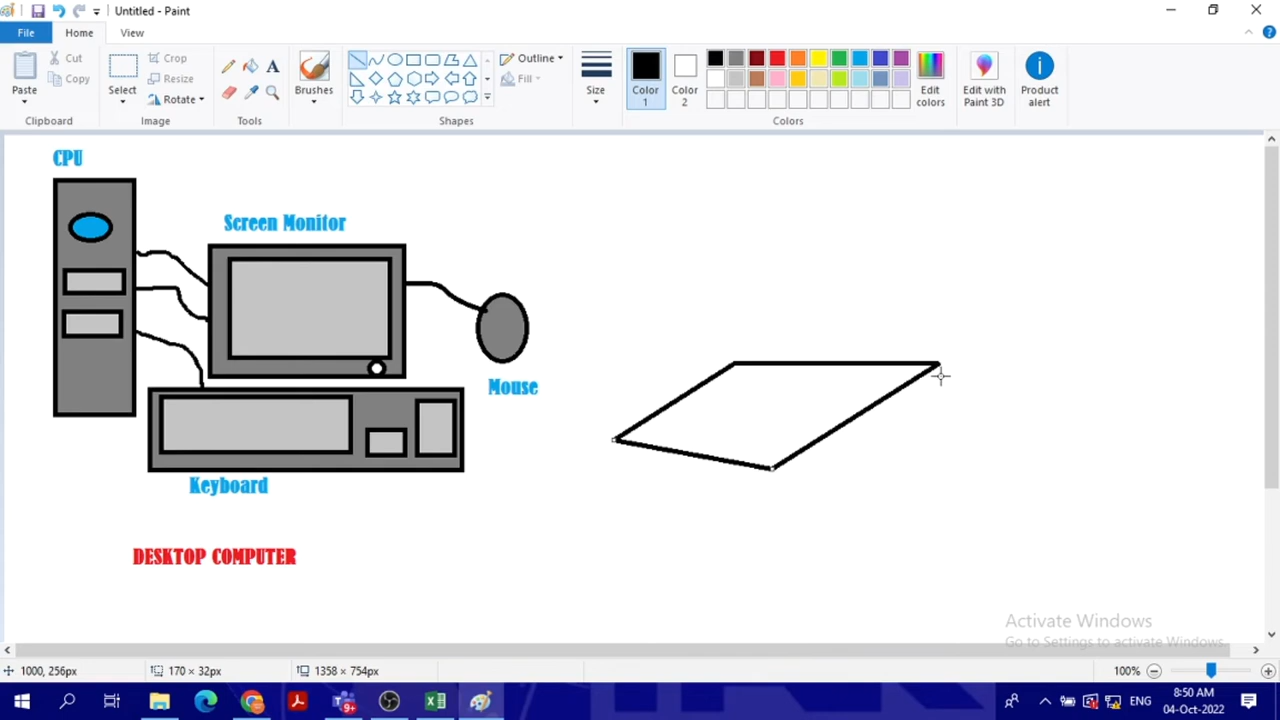 Untitled - Paint
File
Home
View
Paste
Cut
Copy
Clipboard
Select
Crop
Resize
Rotate
Image
Tools
Brushes
Shapes
Outline
Fill
Size
Color 1
Color 2
Edit colors
Colors
Edit with Paint 3D
Product alert
CPU
Screen Monitor
Mouse
Keyboard
DESKTOP COMPUTER
Activate Windows
Go to Settings to activate Windows.
1000, 256px
170 × 32px
1358 × 754px
100%
9+
ENG
8:50 AM
04-Oct-2022